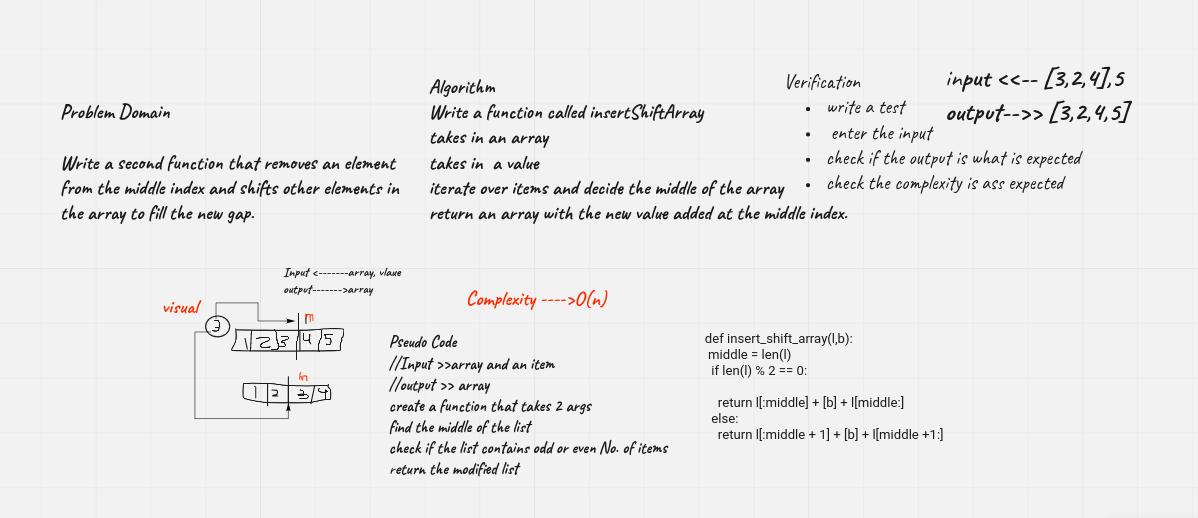 Problem Domain
Write a second function that removes an element
from the middle index and shifts other elements in
the array to fill the new gap.
Algorithm
Write a function called insertShiftArray
takes in an array
takes in a value
iterate over items and decide the middle of the array
return an array with the new value added at the middle index.
Verification
• write a test
• enter the input
• check if the output is what is expected
• check the complexity is ass expected
input <<-- [3,2,4],5
output-->> [3,2,4,5]
Input <-------array, vlaue
output------->array
visual
3
m
1 2 3 4 5
m
1 2 3 4
Complexity ---->O(n)
Pseudo Code
//Input >>array and an item
//output >> array
create a function that takes 2 args
find the middle of the list
check if the list contains odd or even No. of items
return the modified list
def insert_shift_array(l,b):
middle = len(l)
if len(l) % 2 == 0:
return l[:middle] + [b] + l[middle:]
else:
return l[:middle + 1] + [b] + l[middle +1:]